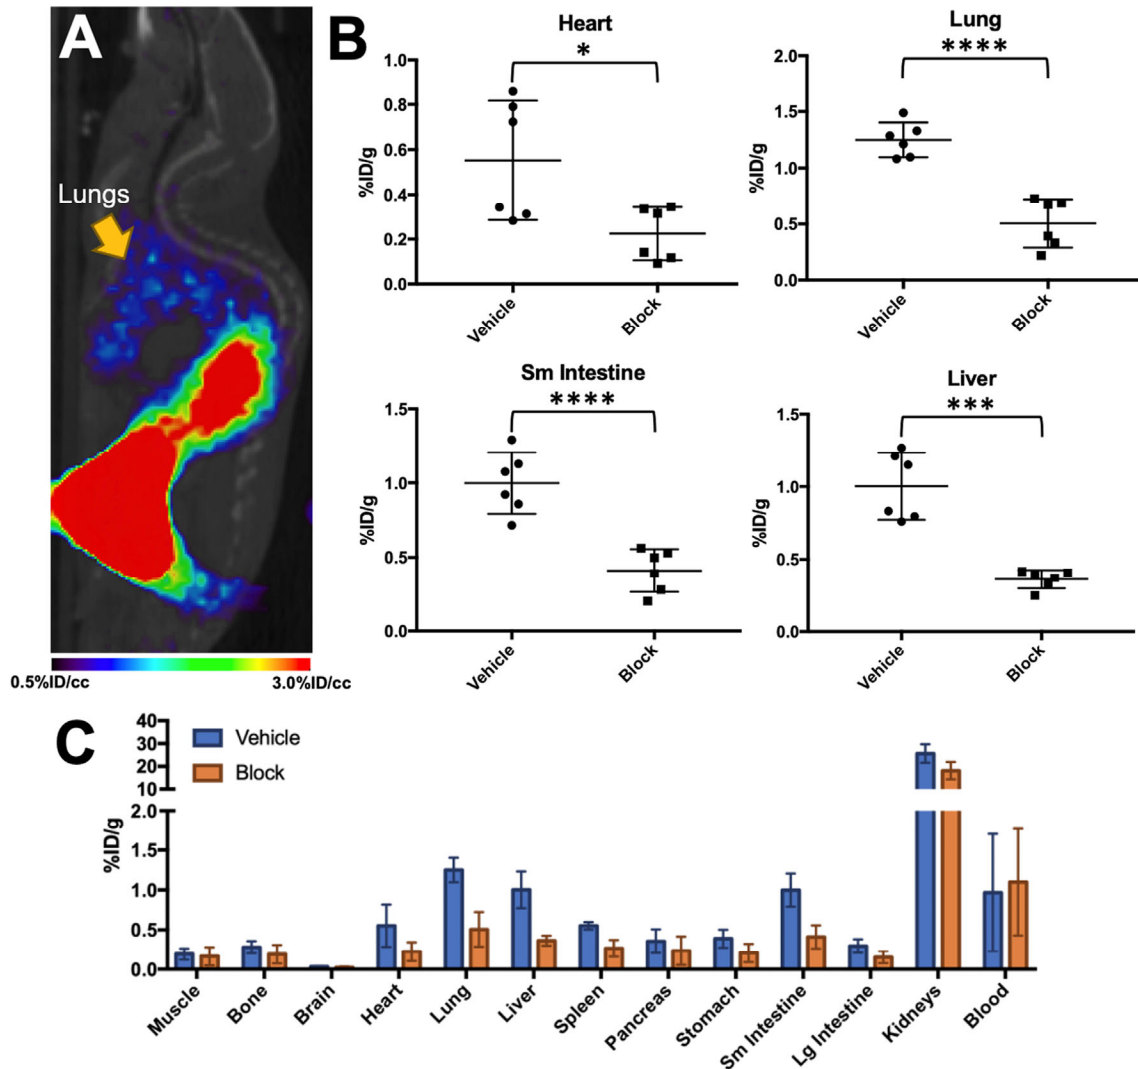 A
Lungs
0.5%ID/cc 3.0%ID/cc
B
Heart
*
%ID/g
1.0
0.8
0.6
0.4
0.2
0.0
Vehicle
Block
Lung
****
%ID/g
2.0
1.5
1.0
0.5
0.0
Vehicle
Block
Sm Intestine
****
%ID/g
1.5
1.0
0.5
0.0
Vehicle
Block
Liver
***
%ID/g
1.5
1.0
0.5
0.0
Vehicle
Block
C
Vehicle
Block
%ID/g
40
30
20
10
2.0
1.5
1.0
0.5
0.0
Muscle
Bone
Brain
Heart
Lung
Liver
Spleen
Pancreas
Stomach
Sm Intestine
Lg Intestine
Kidneys
Blood